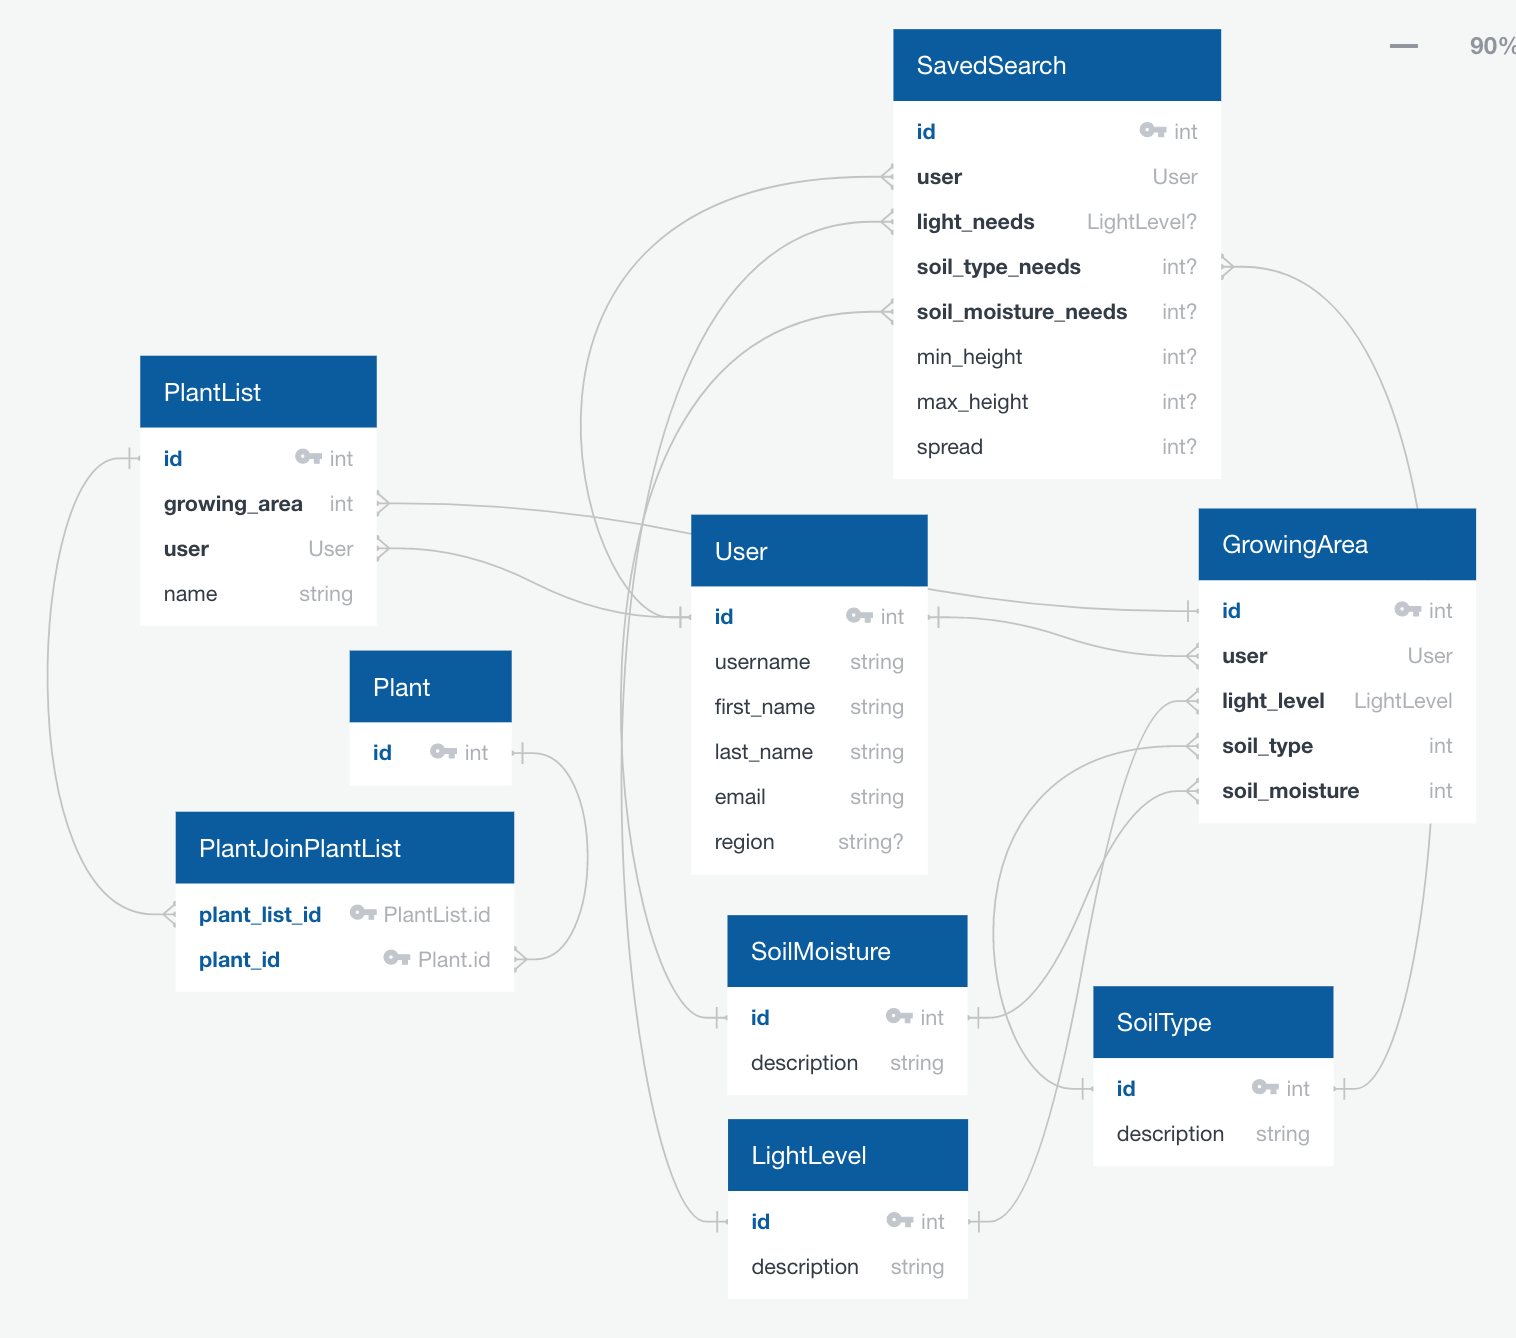 90%
SavedSearch
id int
user User
light_needs LightLevel?
soil_type_needs int?
soil_moisture_needs int?
min_height int?
max_height int?
spread int?
PlantList
id int
growing_area int
user User
name string
User
id int
username string
first_name string
last_name string
email string
region string?
GrowingArea
id int
user User
light_level LightLevel
soil_type int
soil_moisture int
Plant
id int
PlantJoinPlantList
plant_list_id PlantList.id
plant_id Plant.id
SoilMoisture
id int
description string
SoilType
id int
description string
LightLevel
id int
description string